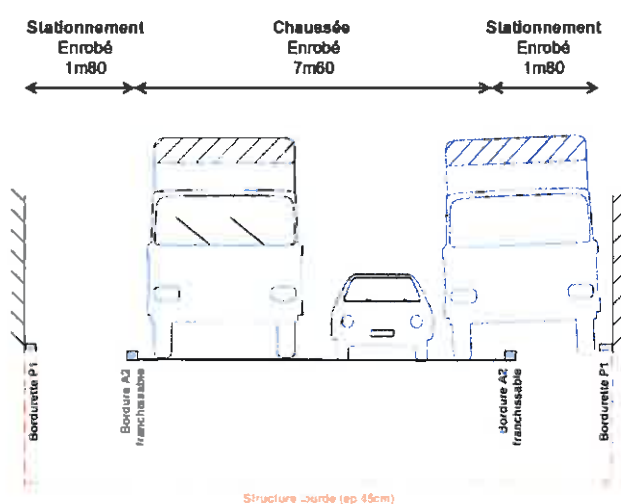 Stationnement
Enrobé
1m80
Chaussée
Enrobé
7m60
Stationnement
Enrobé
1m80
Bordurette P1
Bordure A2
franchissable
Bordure A2
franchissable
Bordurette P1
Structure lourde (ep 45cm)